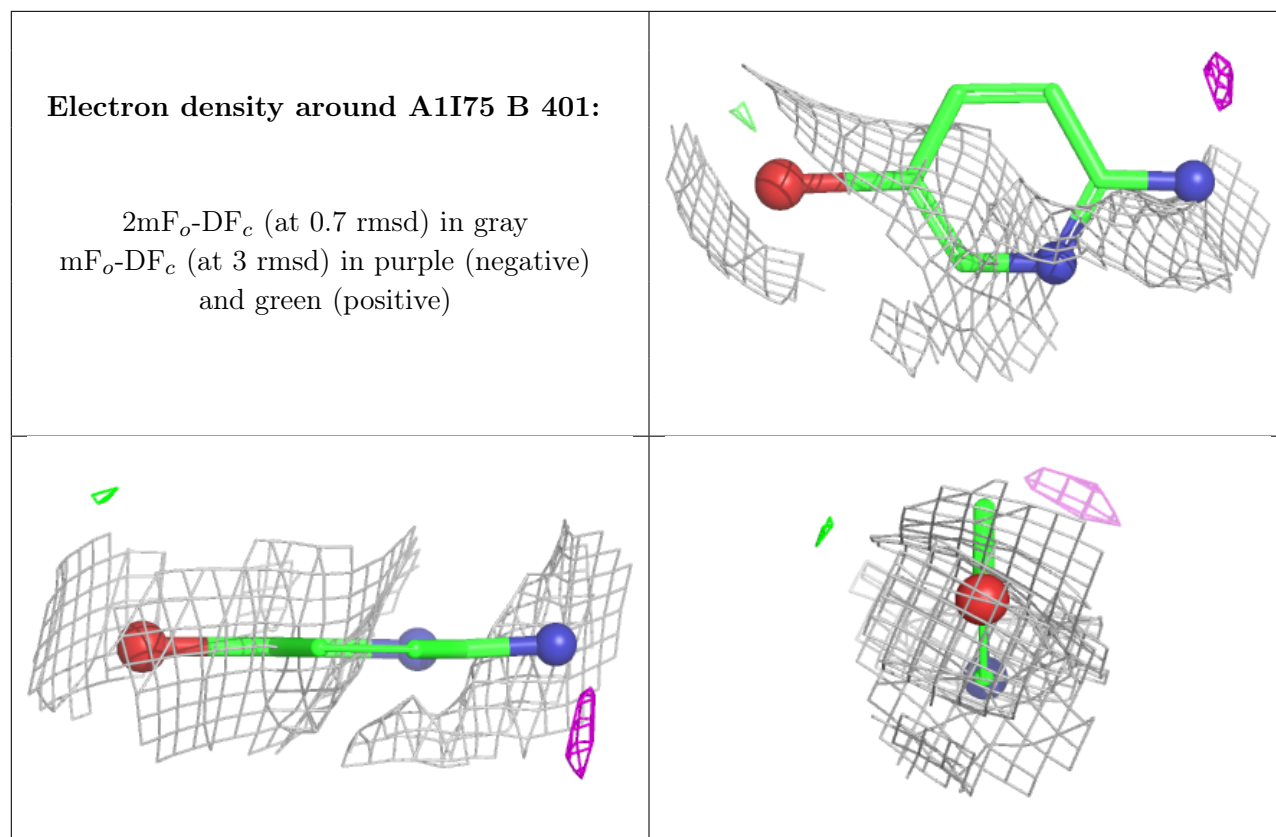 Electron density around A1I75 B 401:
2mFo-DFc (at 0.7 rmsd) in gray
mFo-DFc (at 3 rmsd) in purple (negative)
and green (positive)